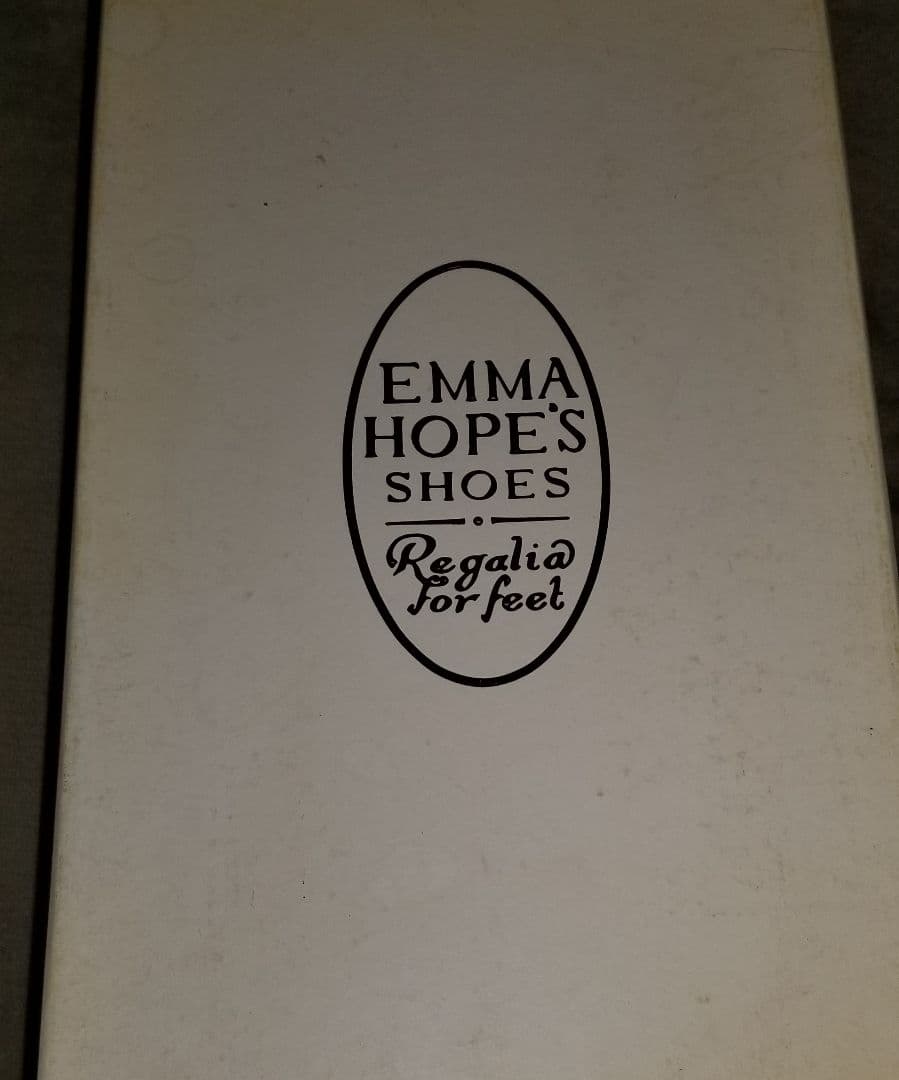 EMMA
HOPE'S
SHOES
Regalia
for feet